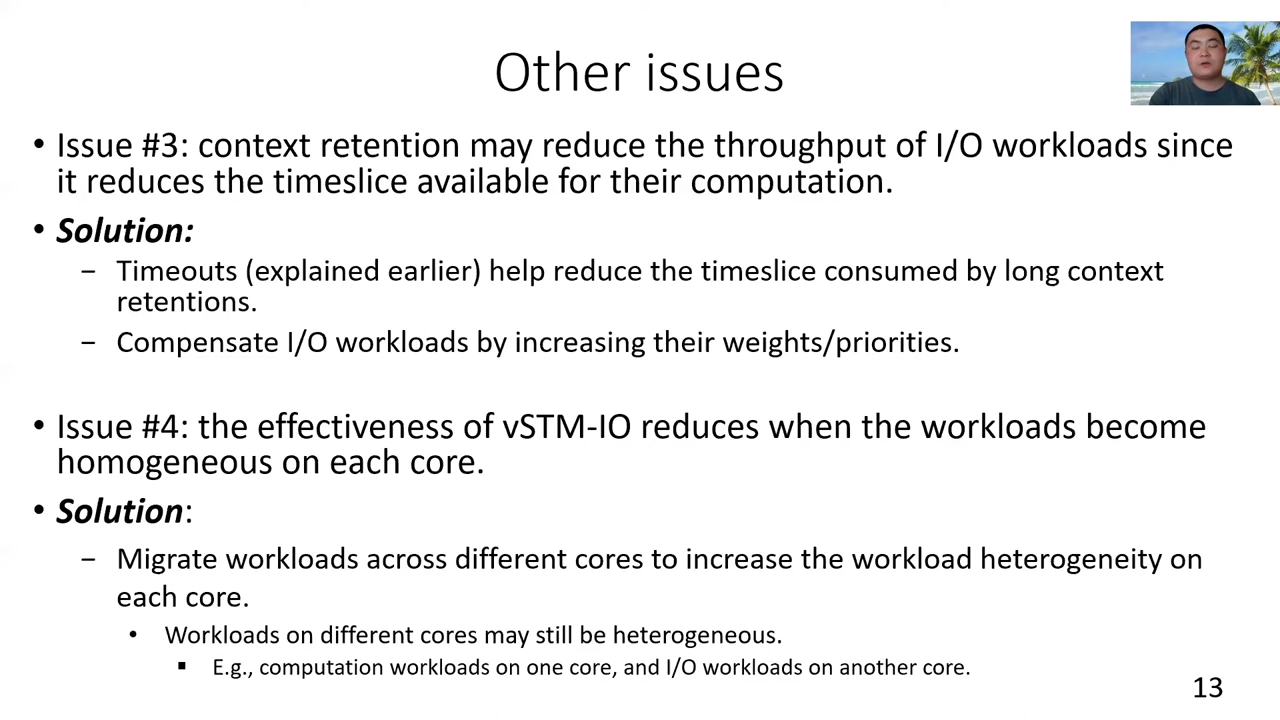 Other issues
• Issue #3: context retention may reduce the throughput of I/O workloads since
it reduces the timeslice available for their computation.
• Solution:
– Timeouts (explained earlier) help reduce the timeslice consumed by long context
retentions.
– Compensate I/O workloads by increasing their weights/priorities.
• Issue #4: the effectiveness of vSTM-IO reduces when the workloads become
homogeneous on each core.
• Solution:
– Migrate workloads across different cores to increase the workload heterogeneity on
each core.
• Workloads on different cores may still be heterogeneous.
▪ E.g., computation workloads on one core, and I/O workloads on another core.
13